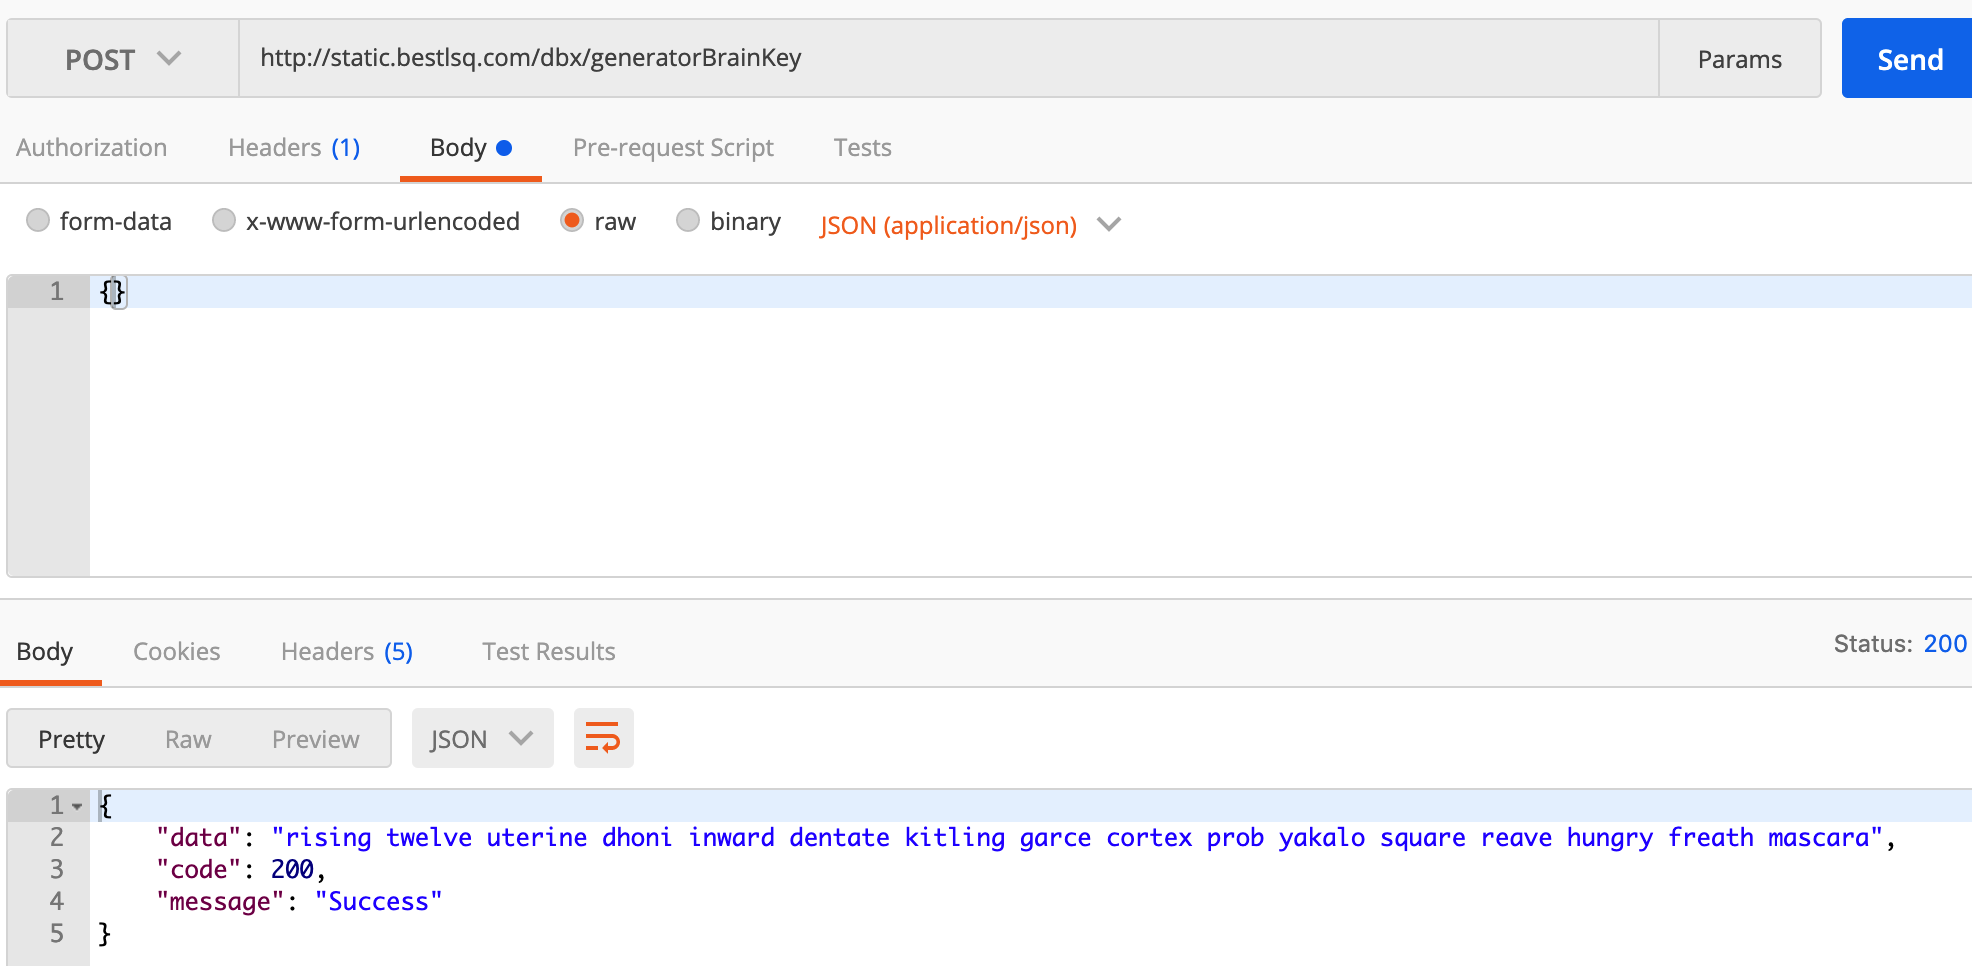 POST http://static.bestlsq.com/dbx/generatorBrainKey Params Send
Authorization Headers (1) Body Pre-request Script Tests
form-data x-www-form-urlencoded raw binary JSON (application/json)
1 {}
Body Cookies Headers (5) Test Results Status: 200
Pretty Raw Preview JSON
1 {
2 "data": "rising twelve uterine dhoni inward dentate kitling garce cortex prob yakalo square reave hungry freath mascara",
3 "code": 200,
4 "message": "Success"
5 }